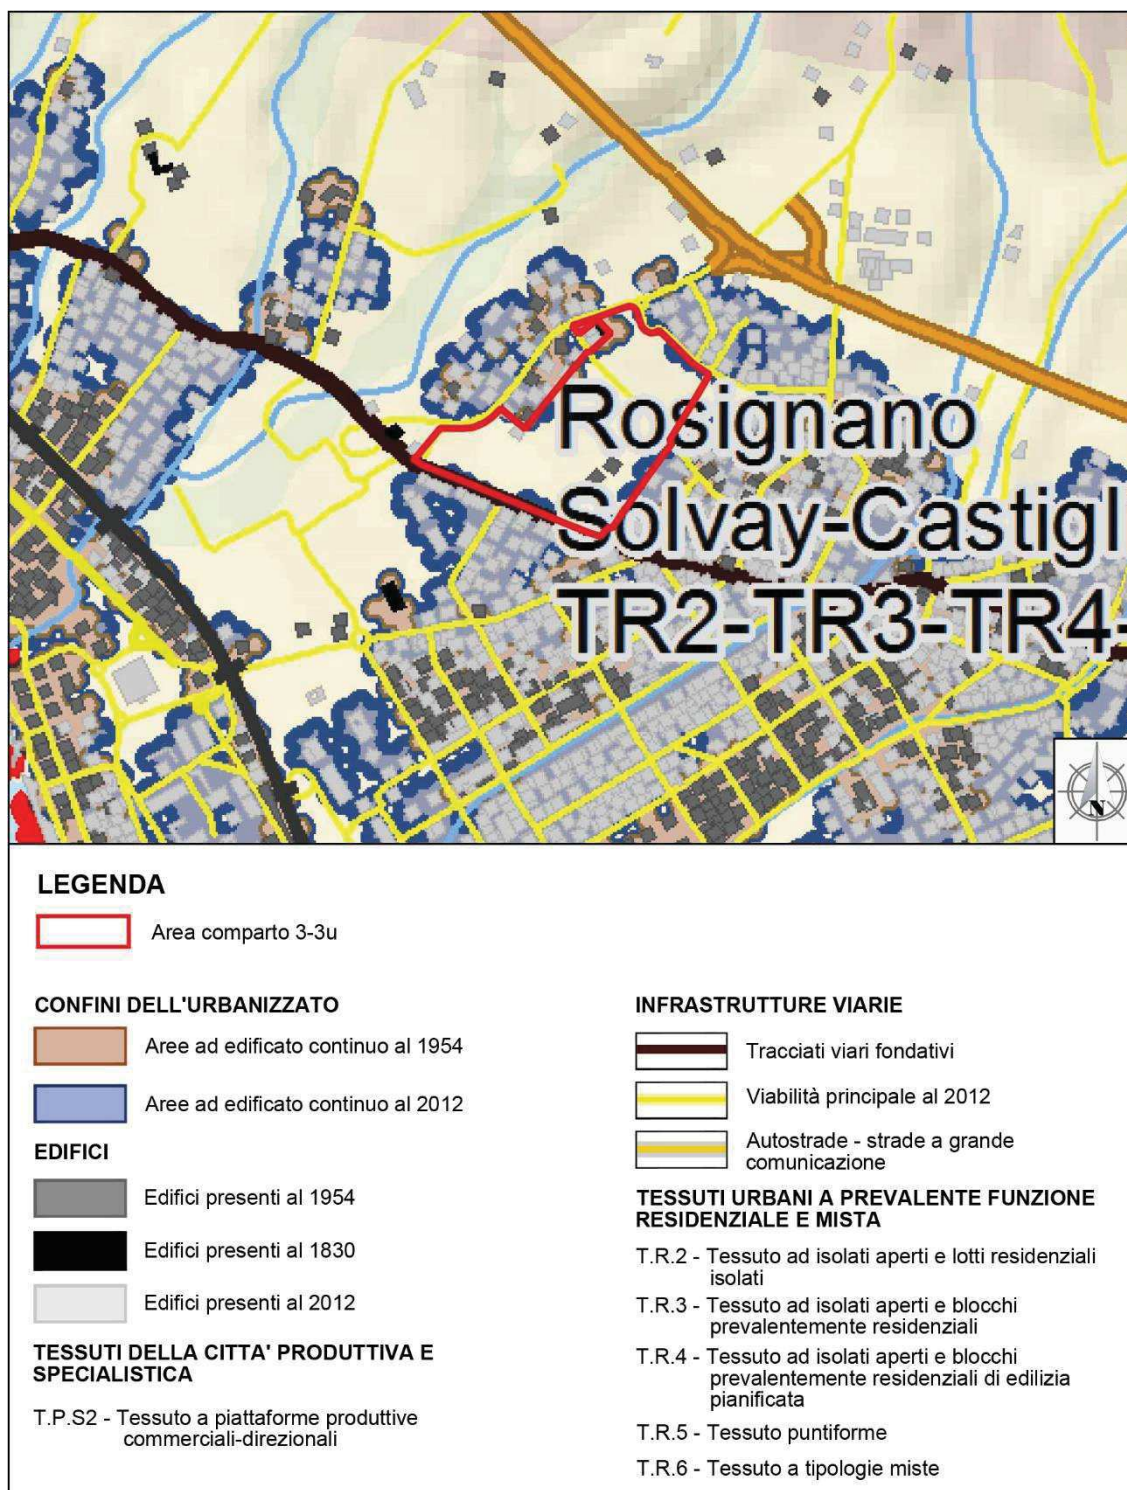 Rosignano
Solvay-Castigl
TR2-TR3-TR4-
N
LEGENDA
Area comparto 3-3u
CONFINI DELL'URBANIZZATO
Aree ad edificato continuo al 1954
Aree ad edificato continuo al 2012
EDIFICI
Edifici presenti al 1954
Edifici presenti al 1830
Edifici presenti al 2012
TESSUTI DELLA CITTA' PRODUTTIVA E
SPECIALISTICA
T.P.S2 - Tessuto a piattaforme produttive
commerciali-direzionali
INFRASTRUTTURE VIARIE
Tracciati viari fondativi
Viabilità principale al 2012
Autostrade - strade a grande
comunicazione
TESSUTI URBANI A PREVALENTE FUNZIONE
RESIDENZIALE E MISTA
T.R.2 - Tessuto ad isolati aperti e lotti residenziali
isolati
T.R.3 - Tessuto ad isolati aperti e blocchi
prevalentemente residenziali
T.R.4 - Tessuto ad isolati aperti e blocchi
prevalentemente residenziali di edilizia
pianificata
T.R.5 - Tessuto puntiforme
T.R.6 - Tessuto a tipologie miste